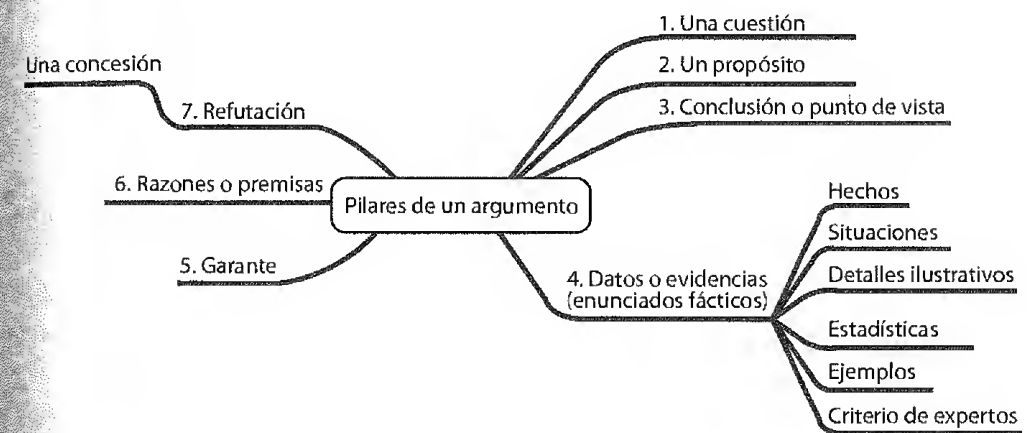 Pilares de un argumento
1. Una cuestión
2. Un propósito
3. Conclusión o punto de vista
4. Datos o evidencias
(enunciados fácticos)
Hechos
Situaciones
Detalles ilustrativos
Estadísticas
Ejemplos
Criterio de expertos
5. Garante
6. Razones o premisas
7. Refutación
Una concesión